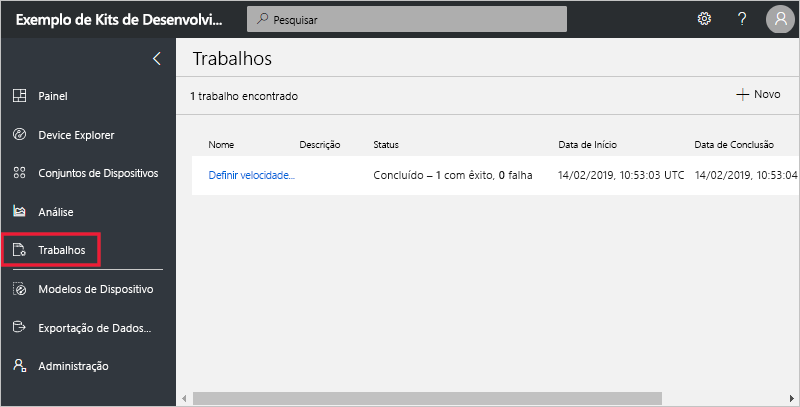 Exemplo de Kits de Desenvolvi...
Pesquisar
?
Painel
Device Explorer
Conjuntos de Dispositivos
Análise
Trabalhos
Modelos de Dispositivo
Exportação de Dados...
Administração
Trabalhos
1 trabalho encontrado
Novo
Nome Descrição Status Data de Início Data de Conclusão
Definir velocidade... Concluído – 1 com êxito, 0 falha 14/02/2019, 10:53:03 UTC 14/02/2019, 10:53:04